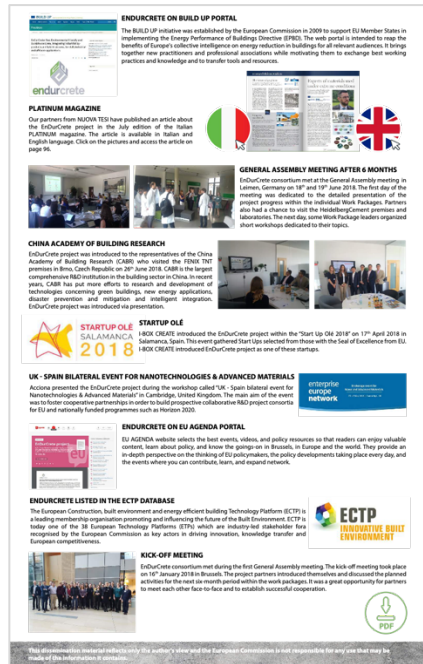 ENDURCRETE ON BUILD UP PORTAL
The BUILD UP initiative was established by the European Commission in 2009 to support EU Member States in
implementing the Energy Performance of Buildings Directive (EPBD). The web portal is intended to reap the
benefits of Europe's collective intelligence on energy reduction in buildings for all relevant audiences. It brings
together new practitioners and professional associations while motivating them to exchange best working
practices and knowledge and to transfer tools and resources.
endurcrete
PLATINUM MAGAZINE
Our partners from NUOVA TESI have published an article about
the EnDurCrete project in the July edition of the Italian
PLATINUM magazine. The article is available in Italian and
English language. Click on the pictures and access the article on
page 96.
GENERAL ASSEMBLY MEETING AFTER 6 MONTHS
EnDurCrete consortium met at the General Assembly meeting in
Leimen, Germany on 18th and 19th June 2018. The first day of the
meeting was dedicated to the detailed presentation of the
project progress within the individual Work Packages. Partners
also had a chance to visit the HeidelbergCement premises and
laboratories. The next day, some Work Package leaders organized
short workshops dedicated to their topics.
CHINA ACADEMY OF BUILDING RESEARCH
EnDurCrete project was introduced to the representatives of the China
Academy of Building Research (CABR) who visited the FENIX TNT
premises in Brno, Czech Republic on 26th June 2018. CABR is the largest
comprehensive R&D institution in the building sector in China. In recent
years, CABR has put more efforts to research and development of
technologies concerning green buildings, new energy applications,
disaster prevention and mitigation and intelligent integration.
EnDurCrete project was introduced via presentation.
STARTUP OLÉ
SALAMANCA
2018
STARTUP OLÉ
I-BOX CREATE introduced the EnDurCrete project within the "Start Up Olé 2018" on 17th April 2018 in
Salamanca, Spain. This event gathered Start Ups selected from those with the Seal of Excellence from EU.
I-BOX CREATE introduced EnDurCrete project as one of these startups.
UK - SPAIN BILATERAL EVENT FOR NANOTECHNOLOGIES & ADVANCED MATERIALS
Acciona presented the EnDurCrete project during the workshop called "UK - Spain bilateral event for
Nanotechnologies & Advanced Materials" in Cambridge, United Kingdom. The main aim of the event
was to foster cooperative partnerships in order to build prospective collaborative R&D project consortia
for EU and nationally funded programmes such as Horizon 2020.
enterprise
europe
network
ENDURCRETE ON EU AGENDA PORTAL
EU AGENDA website selects the best events, videos, and policy resources so that readers can enjoy valuable
content, learn about policy, and know the goings-on in Brussels, in Europe and the world. They provide an
in-depth perspective on the thinking of EU policymakers, the policy developments taking place every day, and
the events where you can contribute, learn, and expand network.
ENDURCRETE LISTED IN THE ECTP DATABASE
The European Construction, built environment and energy efficient building Technology Platform (ECTP) is
a leading membership organisation promoting and influencing the future of the Built Environment. ECTP is
today one of the 38 European Technology Platforms (ETPs) which are industry-led stakeholder fora
recognised by the European Commission as key actors in driving innovation, knowledge transfer and
European competitiveness.
ECTP
INNOVATIVE BUILT
ENVIRONMENT
KICK-OFF MEETING
EnDurCrete consortium met during the first General Assembly meeting. The kick-off meeting took place
on 16th January 2018 in Brussels. The project partners introduced themselves and discussed the planned
activities for the next six-month period within the work packages. It was a great opportunity for partners
to meet each other face-to-face and to establish successful cooperation.
PDF
This dissemination material reflects only the author's view and the European Commission is not responsible for any use that may be
made of the information it contains.